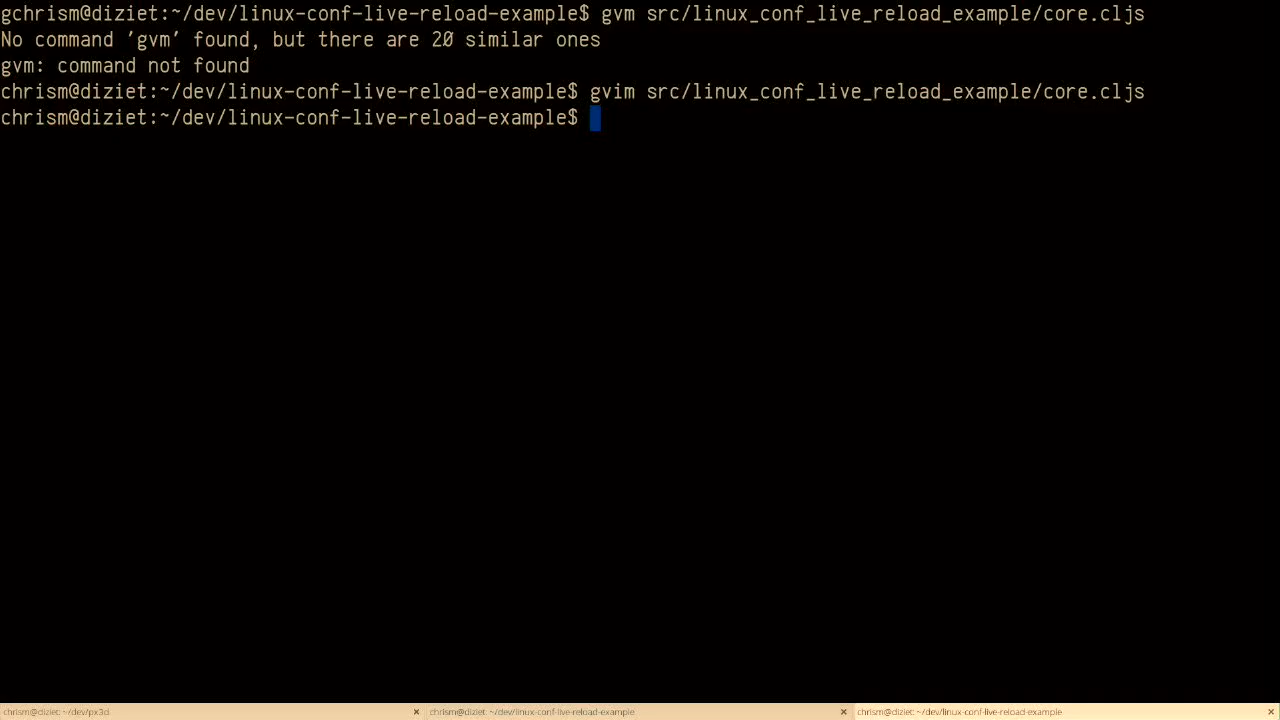 gchrism@diziet:~/dev/linux-conf-live-reload-example$ gvm src/linux_conf_live_reload_example/core.cljs
No command 'gvm' found, but there are 20 similar ones
gvm: command not found
chrism@diziet:~/dev/linux-conf-live-reload-example$ gvim src/linux_conf_live_reload_example/core.cljs
chrism@diziet:~/dev/linux-conf-live-reload-example$
chrism@diziet: ~/dev/px3d × chrism@diziet: ~/dev/linux-conf-live-reload-example × chrism@diziet: ~/dev/linux-conf-live-reload-example ×